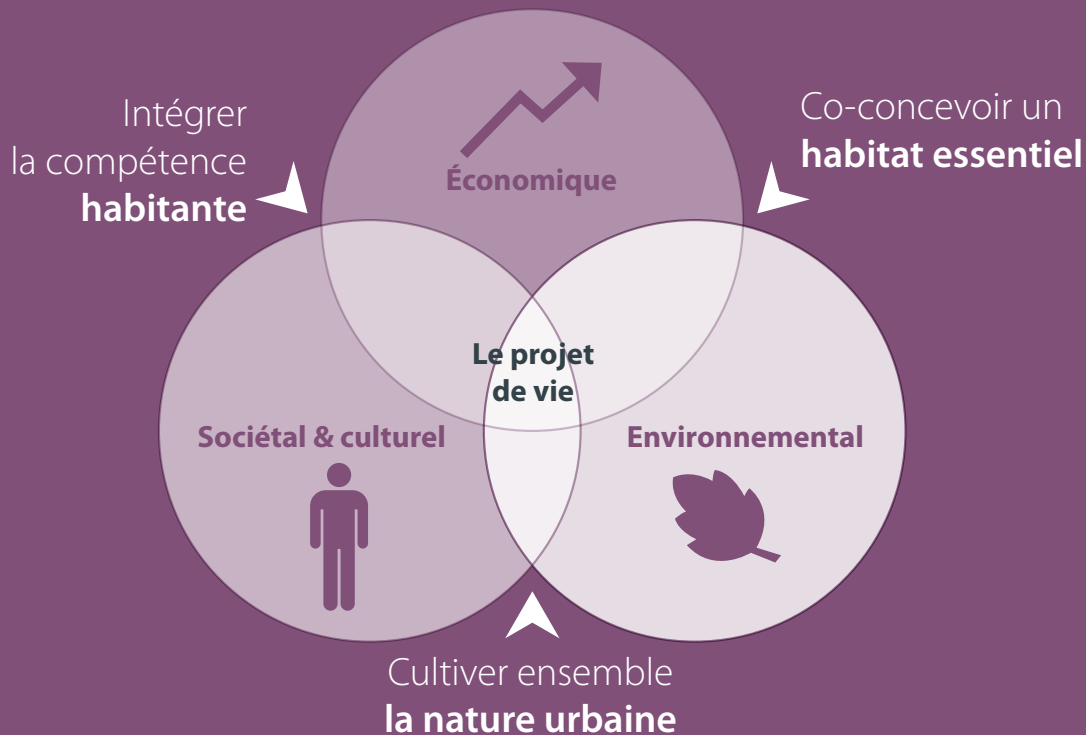 Intégrer
la compétence
habitante
Co-concevoir un
habitat essentiel
Économique
Le projet
de vie
Sociétal & culturel
Environnemental
Cultiver ensemble
la nature urbaine